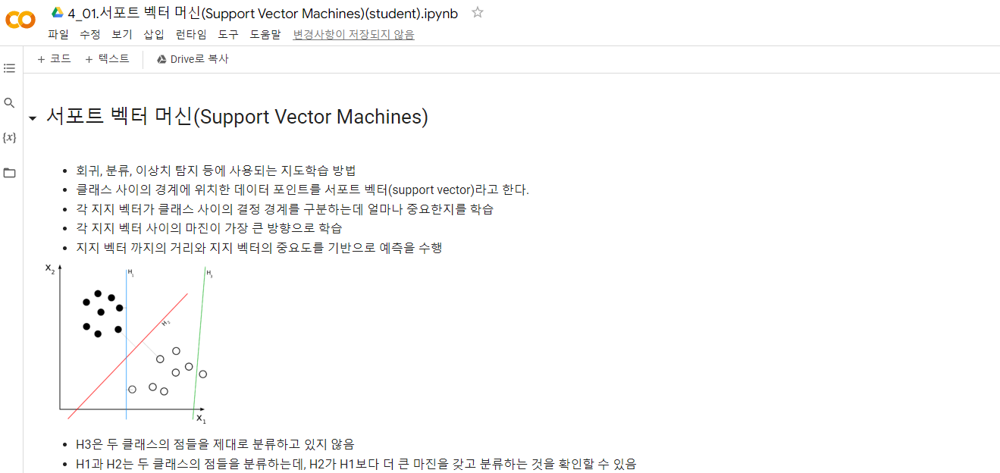 4_01.서포트 벡터 머신(Support Vector Machines)(student).ipynb
파일 수정 보기 삽입 런타임 도구 도움말 변경사항이 저장되지 않음
+ 코드 + 텍스트 Drive로 복사
서포트 벡터 머신(Support Vector Machines)
{x}
회귀, 분류, 이상치 탐지 등에 사용되는 지도학습 방법
클래스 사이의 경계에 위치한 데이터 포인트를 서포트 벡터(support vector)라고 한다.
각 지지 벡터가 클래스 사이의 결정 경계를 구분하는데 얼마나 중요한지를 학습
각 지지 벡터 사이의 마진이 가장 큰 방향으로 학습
지지 벡터 까지의 거리와 지지 벡터의 중요도를 기반으로 예측을 수행
X₂
H₁
H₃
H₂
X₁
H3은 두 클래스의 점들을 제대로 분류하고 있지 않음
H1과 H2는 두 클래스의 점들을 분류하는데, H2가 H1보다 더 큰 마진을 갖고 분류하는 것을 확인할 수 있음